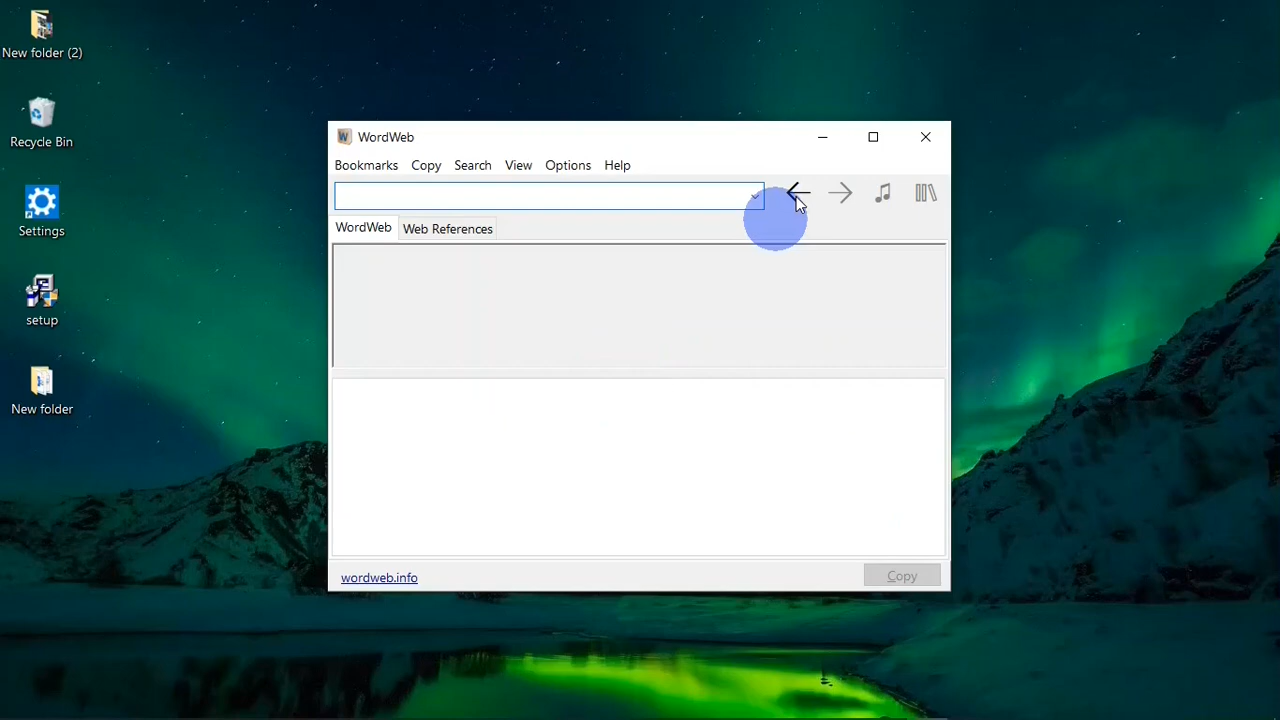 New folder (2)
Recycle Bin
Settings
setup
New folder
WordWeb
Bookmarks Copy Search View Options Help
WordWeb Web References
wordweb.info Copy